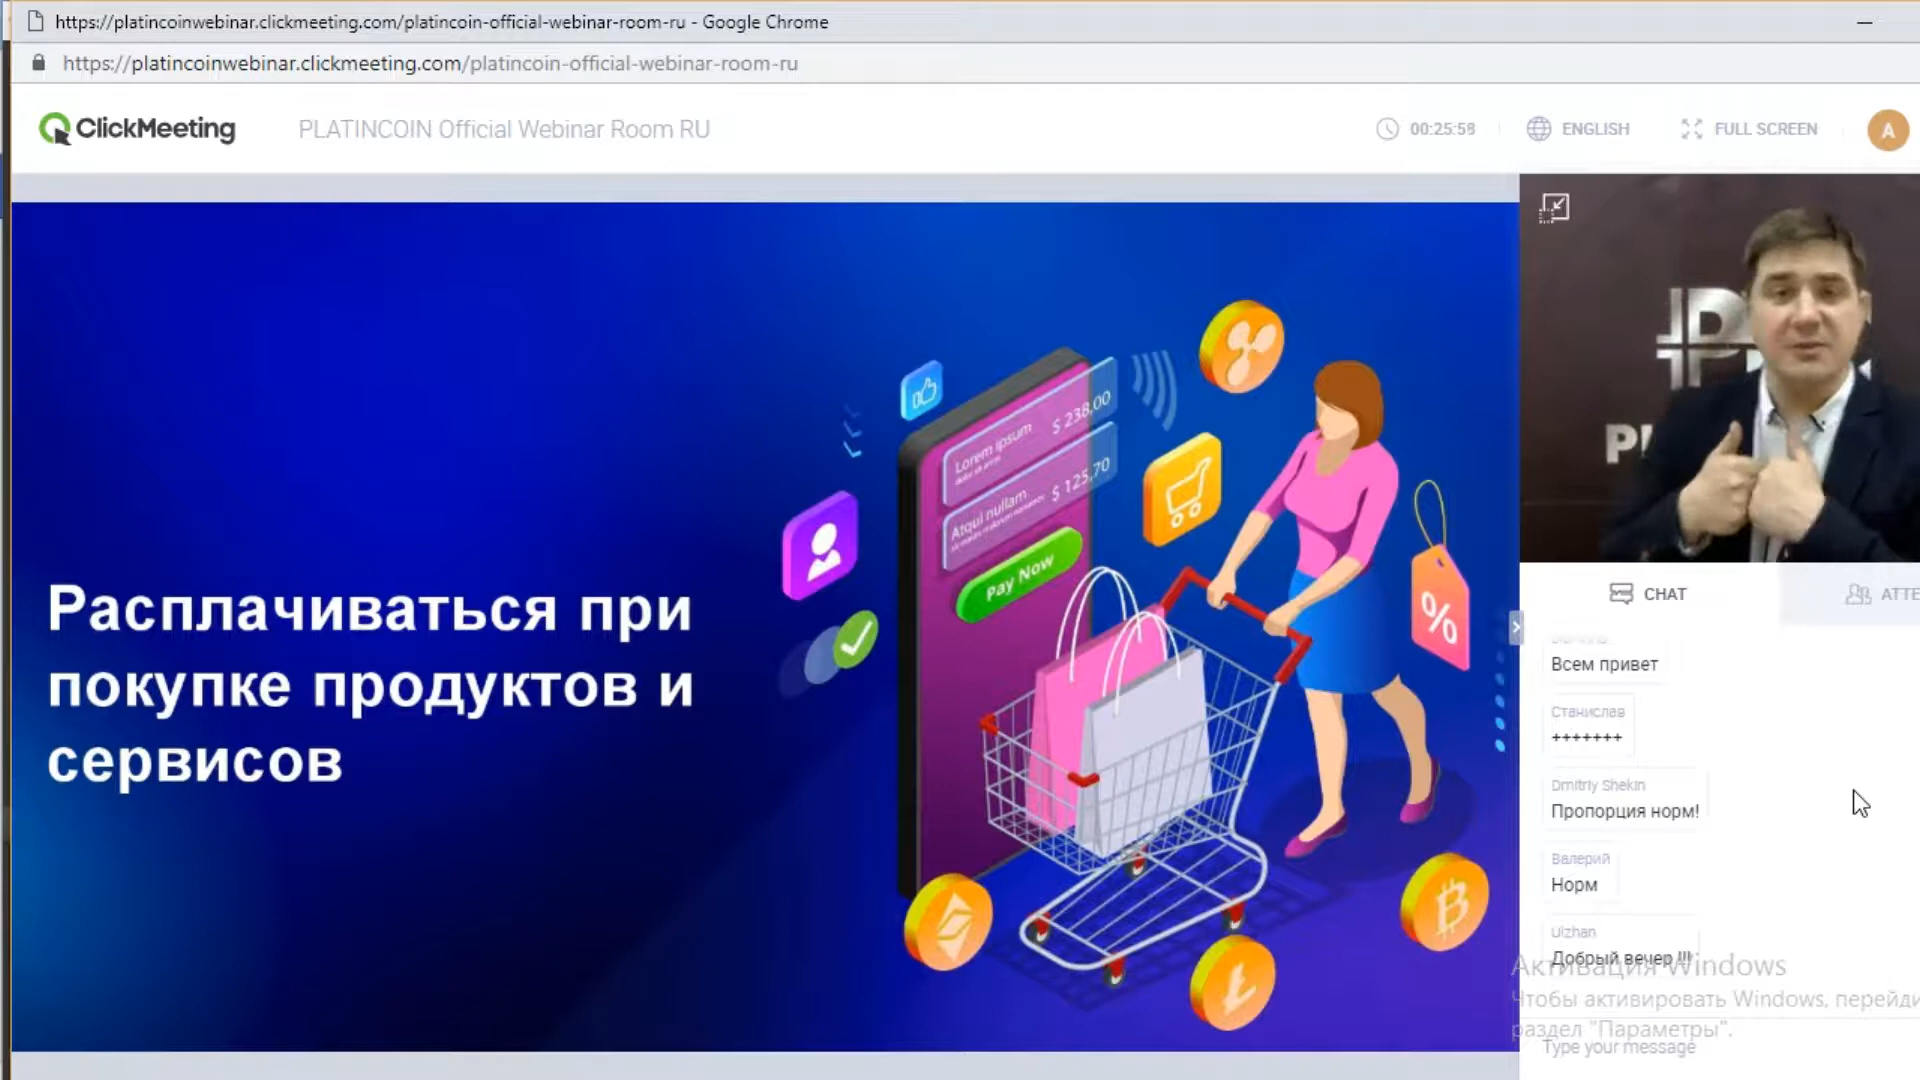 https://platincoinwebinar.clickmeeting.com/platincoin-official-webinar-room-ru - Google Chrome
https://platincoinwebinar.clickmeeting.com/platincoin-official-webinar-room-ru
ClickMeeting
PLATINCOIN Official Webinar Room RU
00:25:58
ENGLISH
FULL SCREEN
A
Расплачиваться при
покупке продуктов и
сервисов
Lorem ipsum
$ 238,00
Atqui nullam
$ 125,70
Pay Now
%
CHAT
ATTE
Всем привет
Станислав
+++++++
Dmitriy Shekin
Пропорция норм!
Валерий
Норм
Ulzhan
Добрый вечер !!!
Активация Windows
Чтобы активировать Windows, перейди
раздел "Параметры".
Type your message